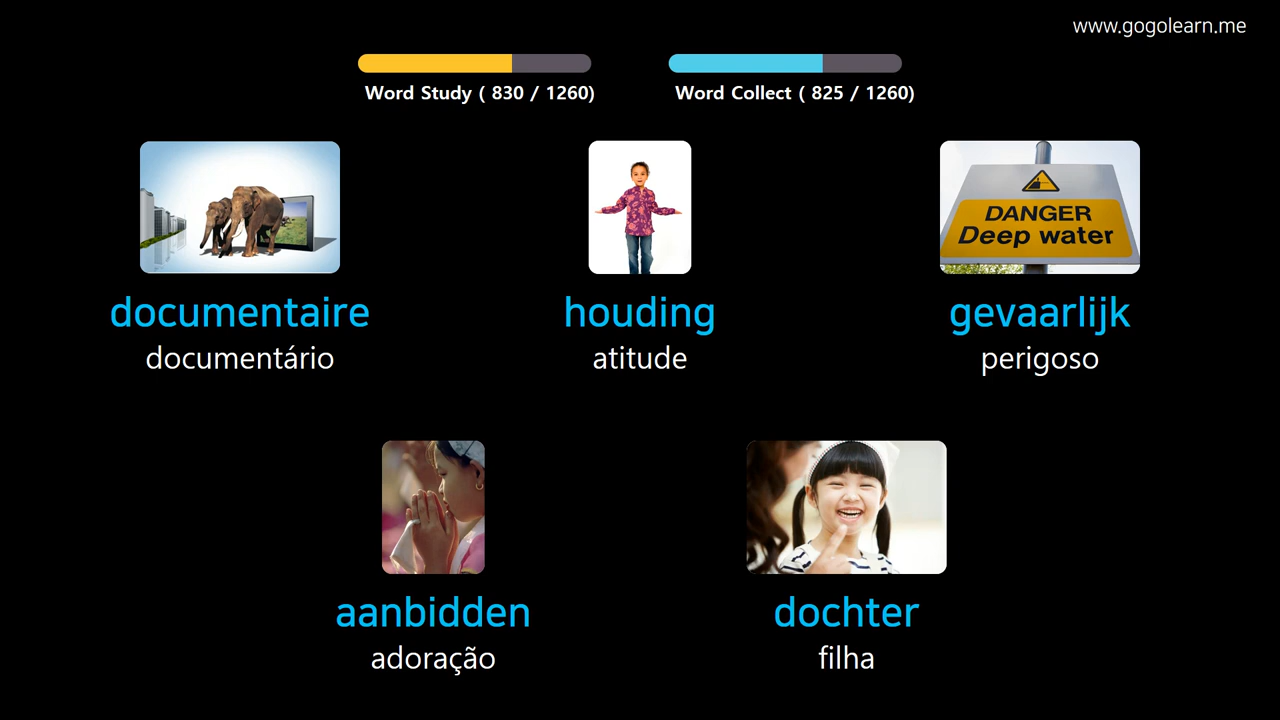 www.gogolearn.me
Word Study ( 830 / 1260)
Word Collect ( 825 / 1260)
DANGER
Deep water
documentaire
documentário
houding
atitude
gevaarlijk
perigoso
aanbidden
adoração
dochter
filha